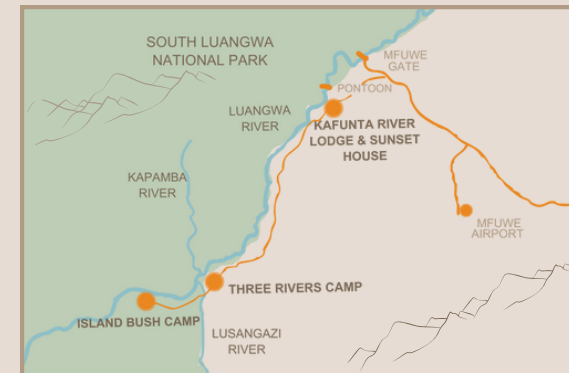 SOUTH LUANGWA
NATIONAL PARK
MFUWE
GATE
PONTOON
LUANGWA
RIVER
KAFUNTA RIVER
LODGE & SUNSET
HOUSE
KAPAMBA
RIVER
MFUWE
AIRPORT
THREE RIVERS CAMP
ISLAND BUSH CAMP
LUSANGAZI
RIVER